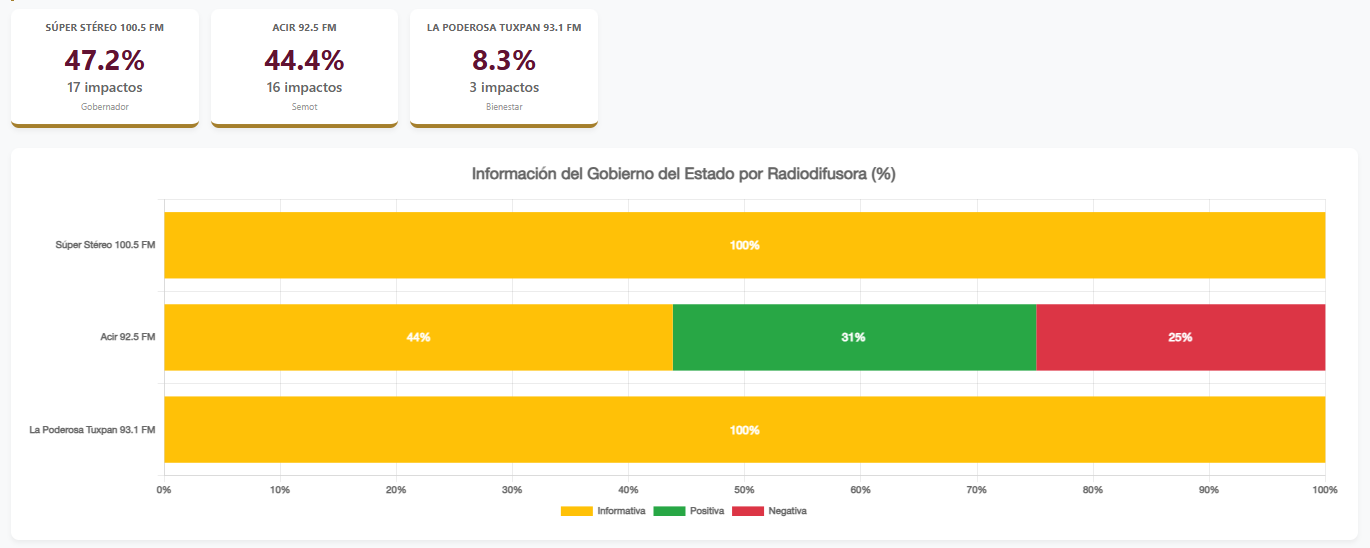 SÚPER STÉREO 100.5 FM
47.2%
17 impactos
Gobernador
ACIR 92.5 FM
44.4%
16 impactos
Semot
LA PODEROSA TUXPAN 93.1 FM
8.3%
3 impactos
Bienestar
Información del Gobierno del Estado por Radiodifusora (%)
Súper Stéreo 100.5 FM
100%
Acir 92.5 FM
44% 31% 25%
La Poderosa Tuxpan 93.1 FM
100%
0% 10% 20% 30% 40% 50% 60% 70% 80% 90% 100%
Informativa Positiva Negativa